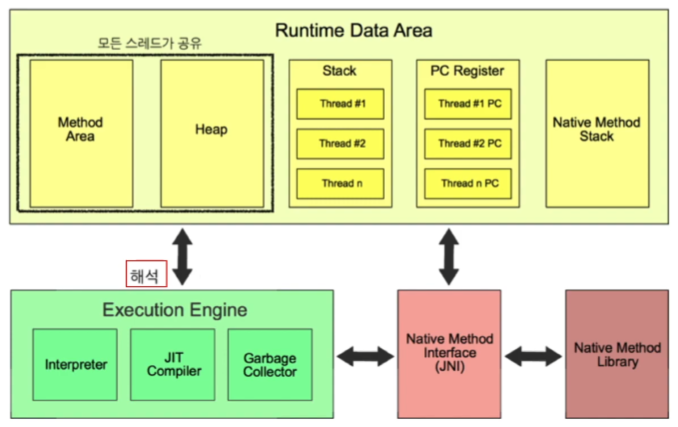 Runtime Data Area
모든 스레드가 공유
Method
Area
Heap
Stack
Thread #1
Thread #2
Thread n
PC Register
Thread #1 PC
Thread #2 PC
Thread n PC
Native Method
Stack
해석
Execution Engine
Interpreter
JIT
Compiler
Garbage
Collector
Native Method
Interface
(JNI)
Native Method
Library